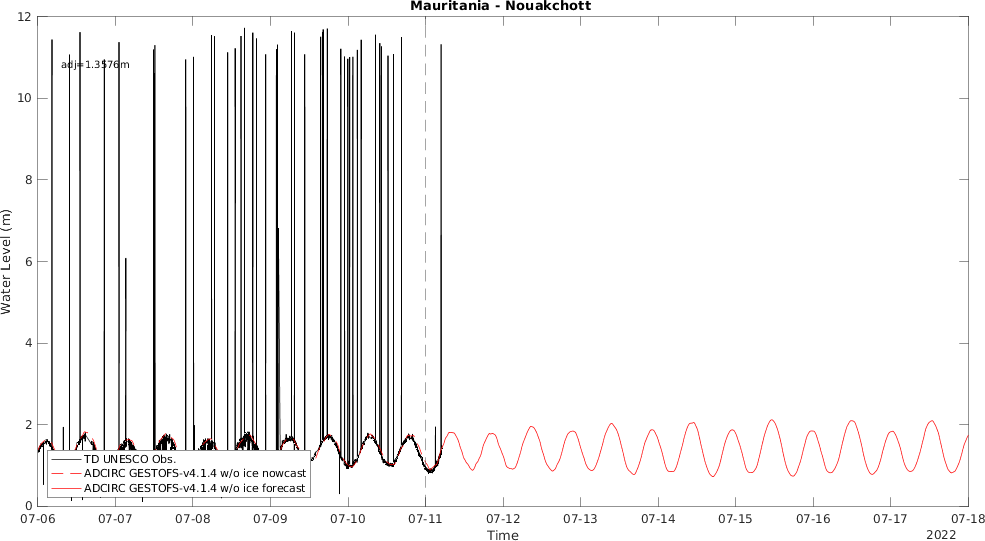 Mauritania - Nouakchott
12
10
8
6
4
2
0
Water Level (m)
adj=1.3576m
TD UNESCO Obs.
ADCIRC GESTOFS-v4.1.4 w/o ice nowcast
ADCIRC GESTOFS-v4.1.4 w/o ice forecast
07-06 07-07 07-08 07-09 07-10 07-11 07-12 07-13 07-14 07-15 07-16 07-17 07-18
Time
2022